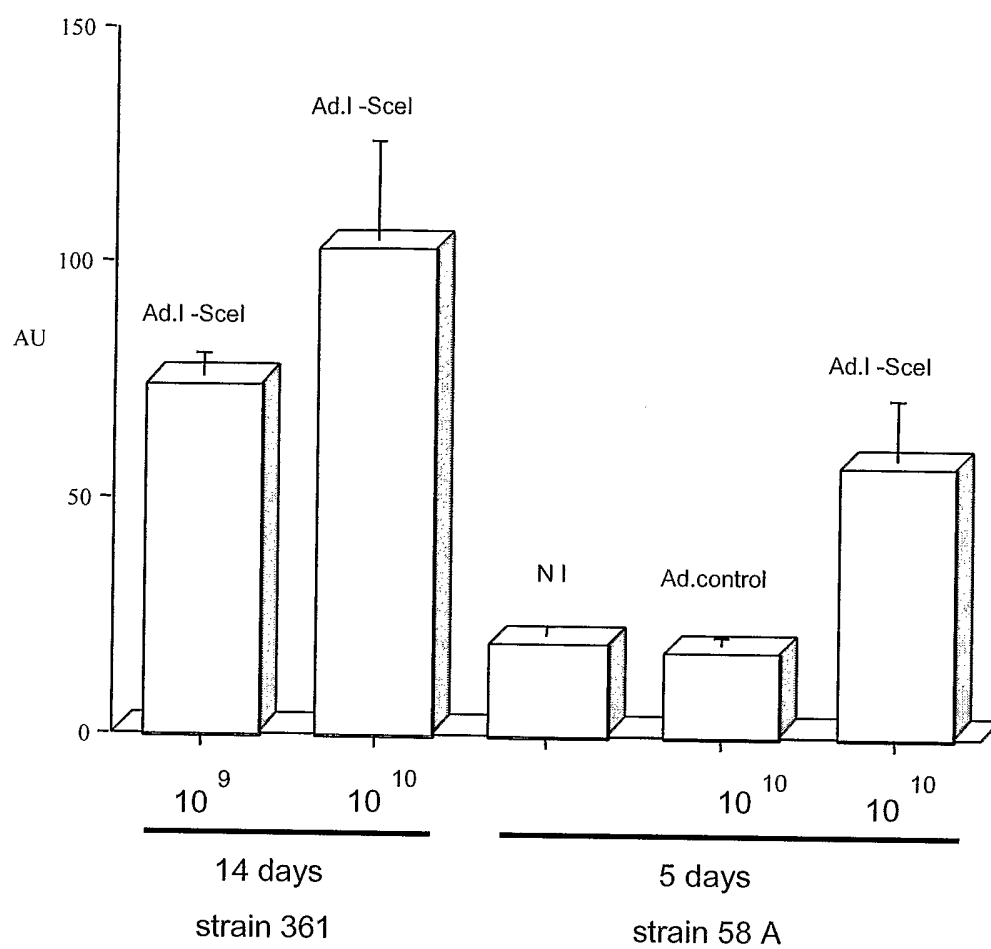 150
Ad.I -SceI
100
Ad.I -SceI
AU
Ad.I -SceI
50
N I
Ad.control
0
10 9
10 10
10 10
10 10
14 days
5 days
strain 361
strain 58 A